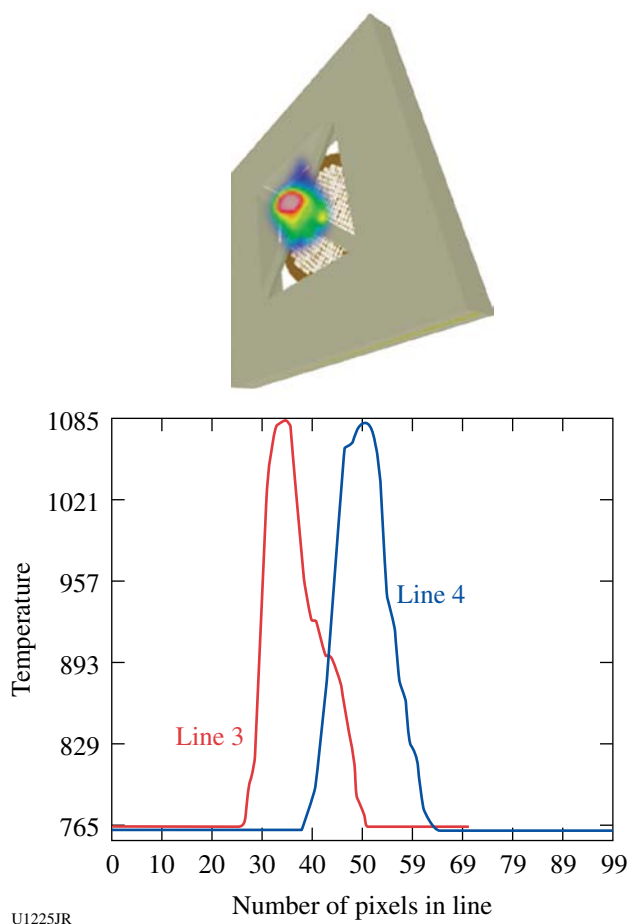 1085
1021
957
893
829
765
Temperature
Line 3
Line 4
0 10 20 30 40 50 59 69 79 89 99
Number of pixels in line
U1225JR